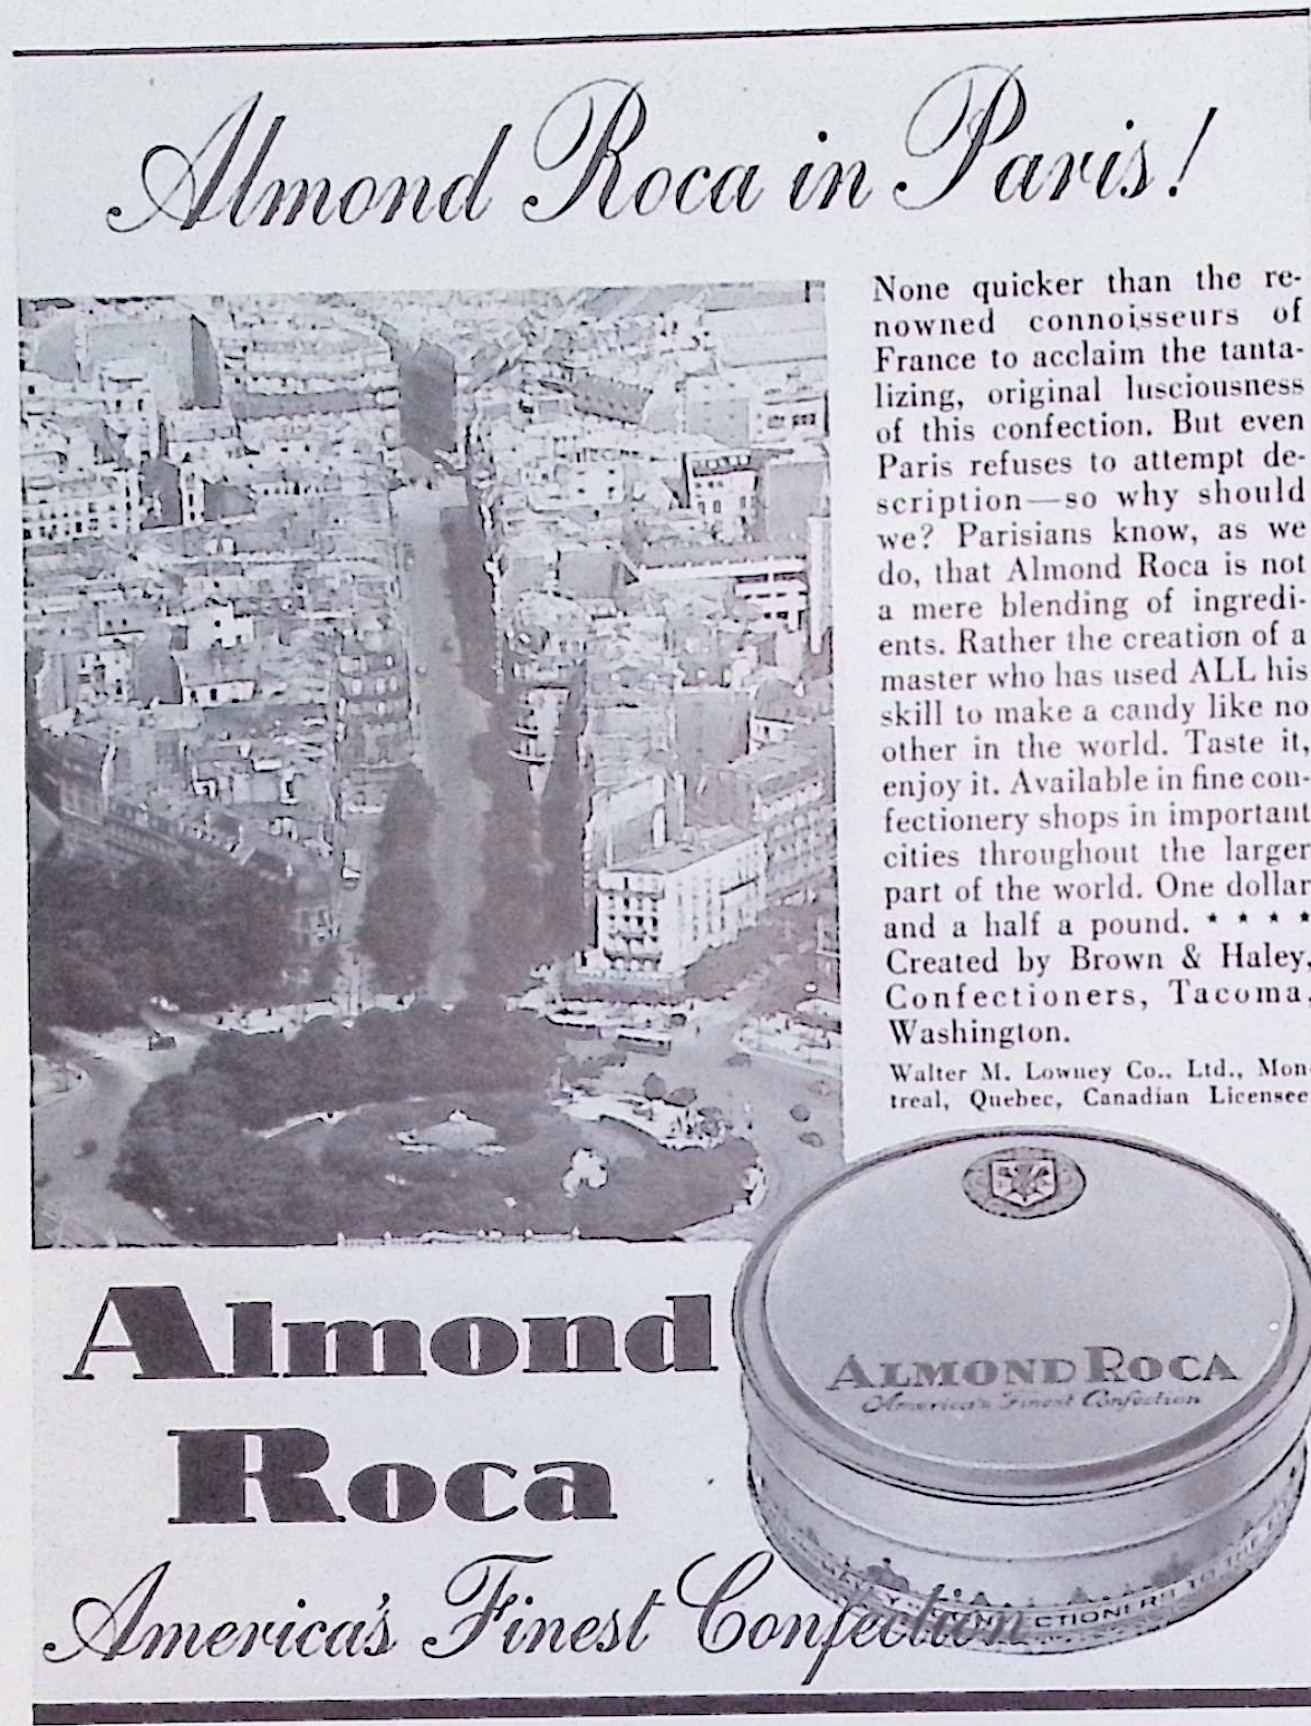 Almond Roca in Paris!
None quicker than the re-
nowned connoisseurs of
France to acclaim the tanta-
lizing, original lusciousness
of this confection. But even
Paris refuses to attempt de-
scription—so why should
we? Parisians know, as we
do, that Almond Roca is not
a mere blending of ingredi-
ents. Rather the creation of a
master who has used ALL his
skill to make a candy like no
other in the world. Taste it,
enjoy it. Available in fine con-
fectionery shops in important
cities throughout the larger
part of the world. One dollar
and a half a pound. * * * *
Created by Brown & Haley,
Confectioners, Tacoma,
Washington.
Walter M. Lowney Co., Ltd., Mon-
treal, Quebec, Canadian Licensee
ALMOND ROCA
America's Finest Confection
CONFECTIONERS TO THE
Almond
Roca
America's Finest Confection